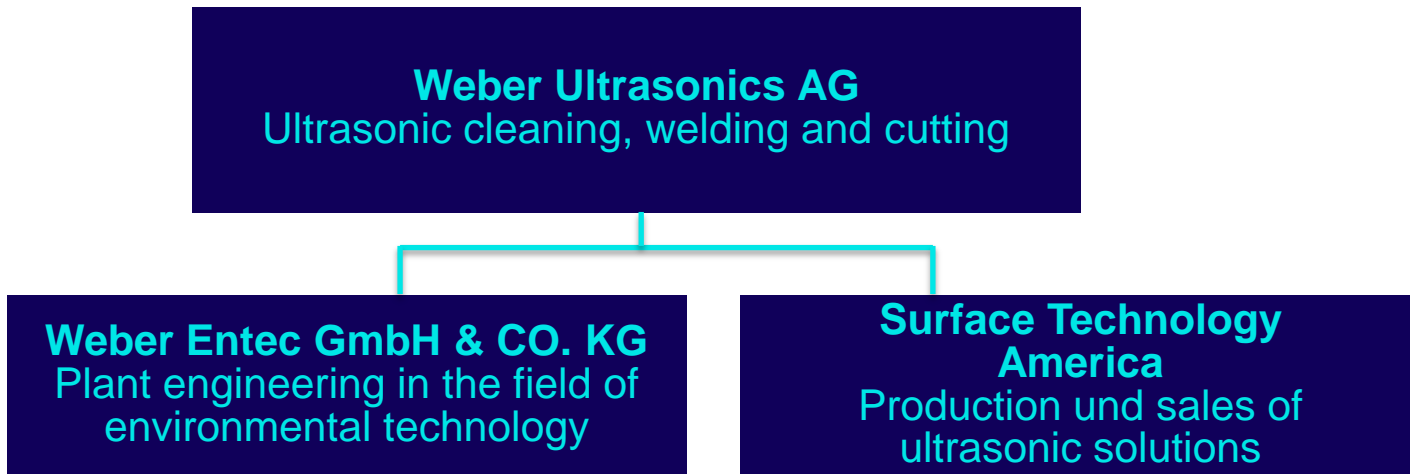 Weber Ultrasonics AG
Ultrasonic cleaning, welding and cutting
Weber Entec GmbH & CO. KG
Plant engineering in the field of
environmental technology
Surface Technology
America
Production und sales of
ultrasonic solutions